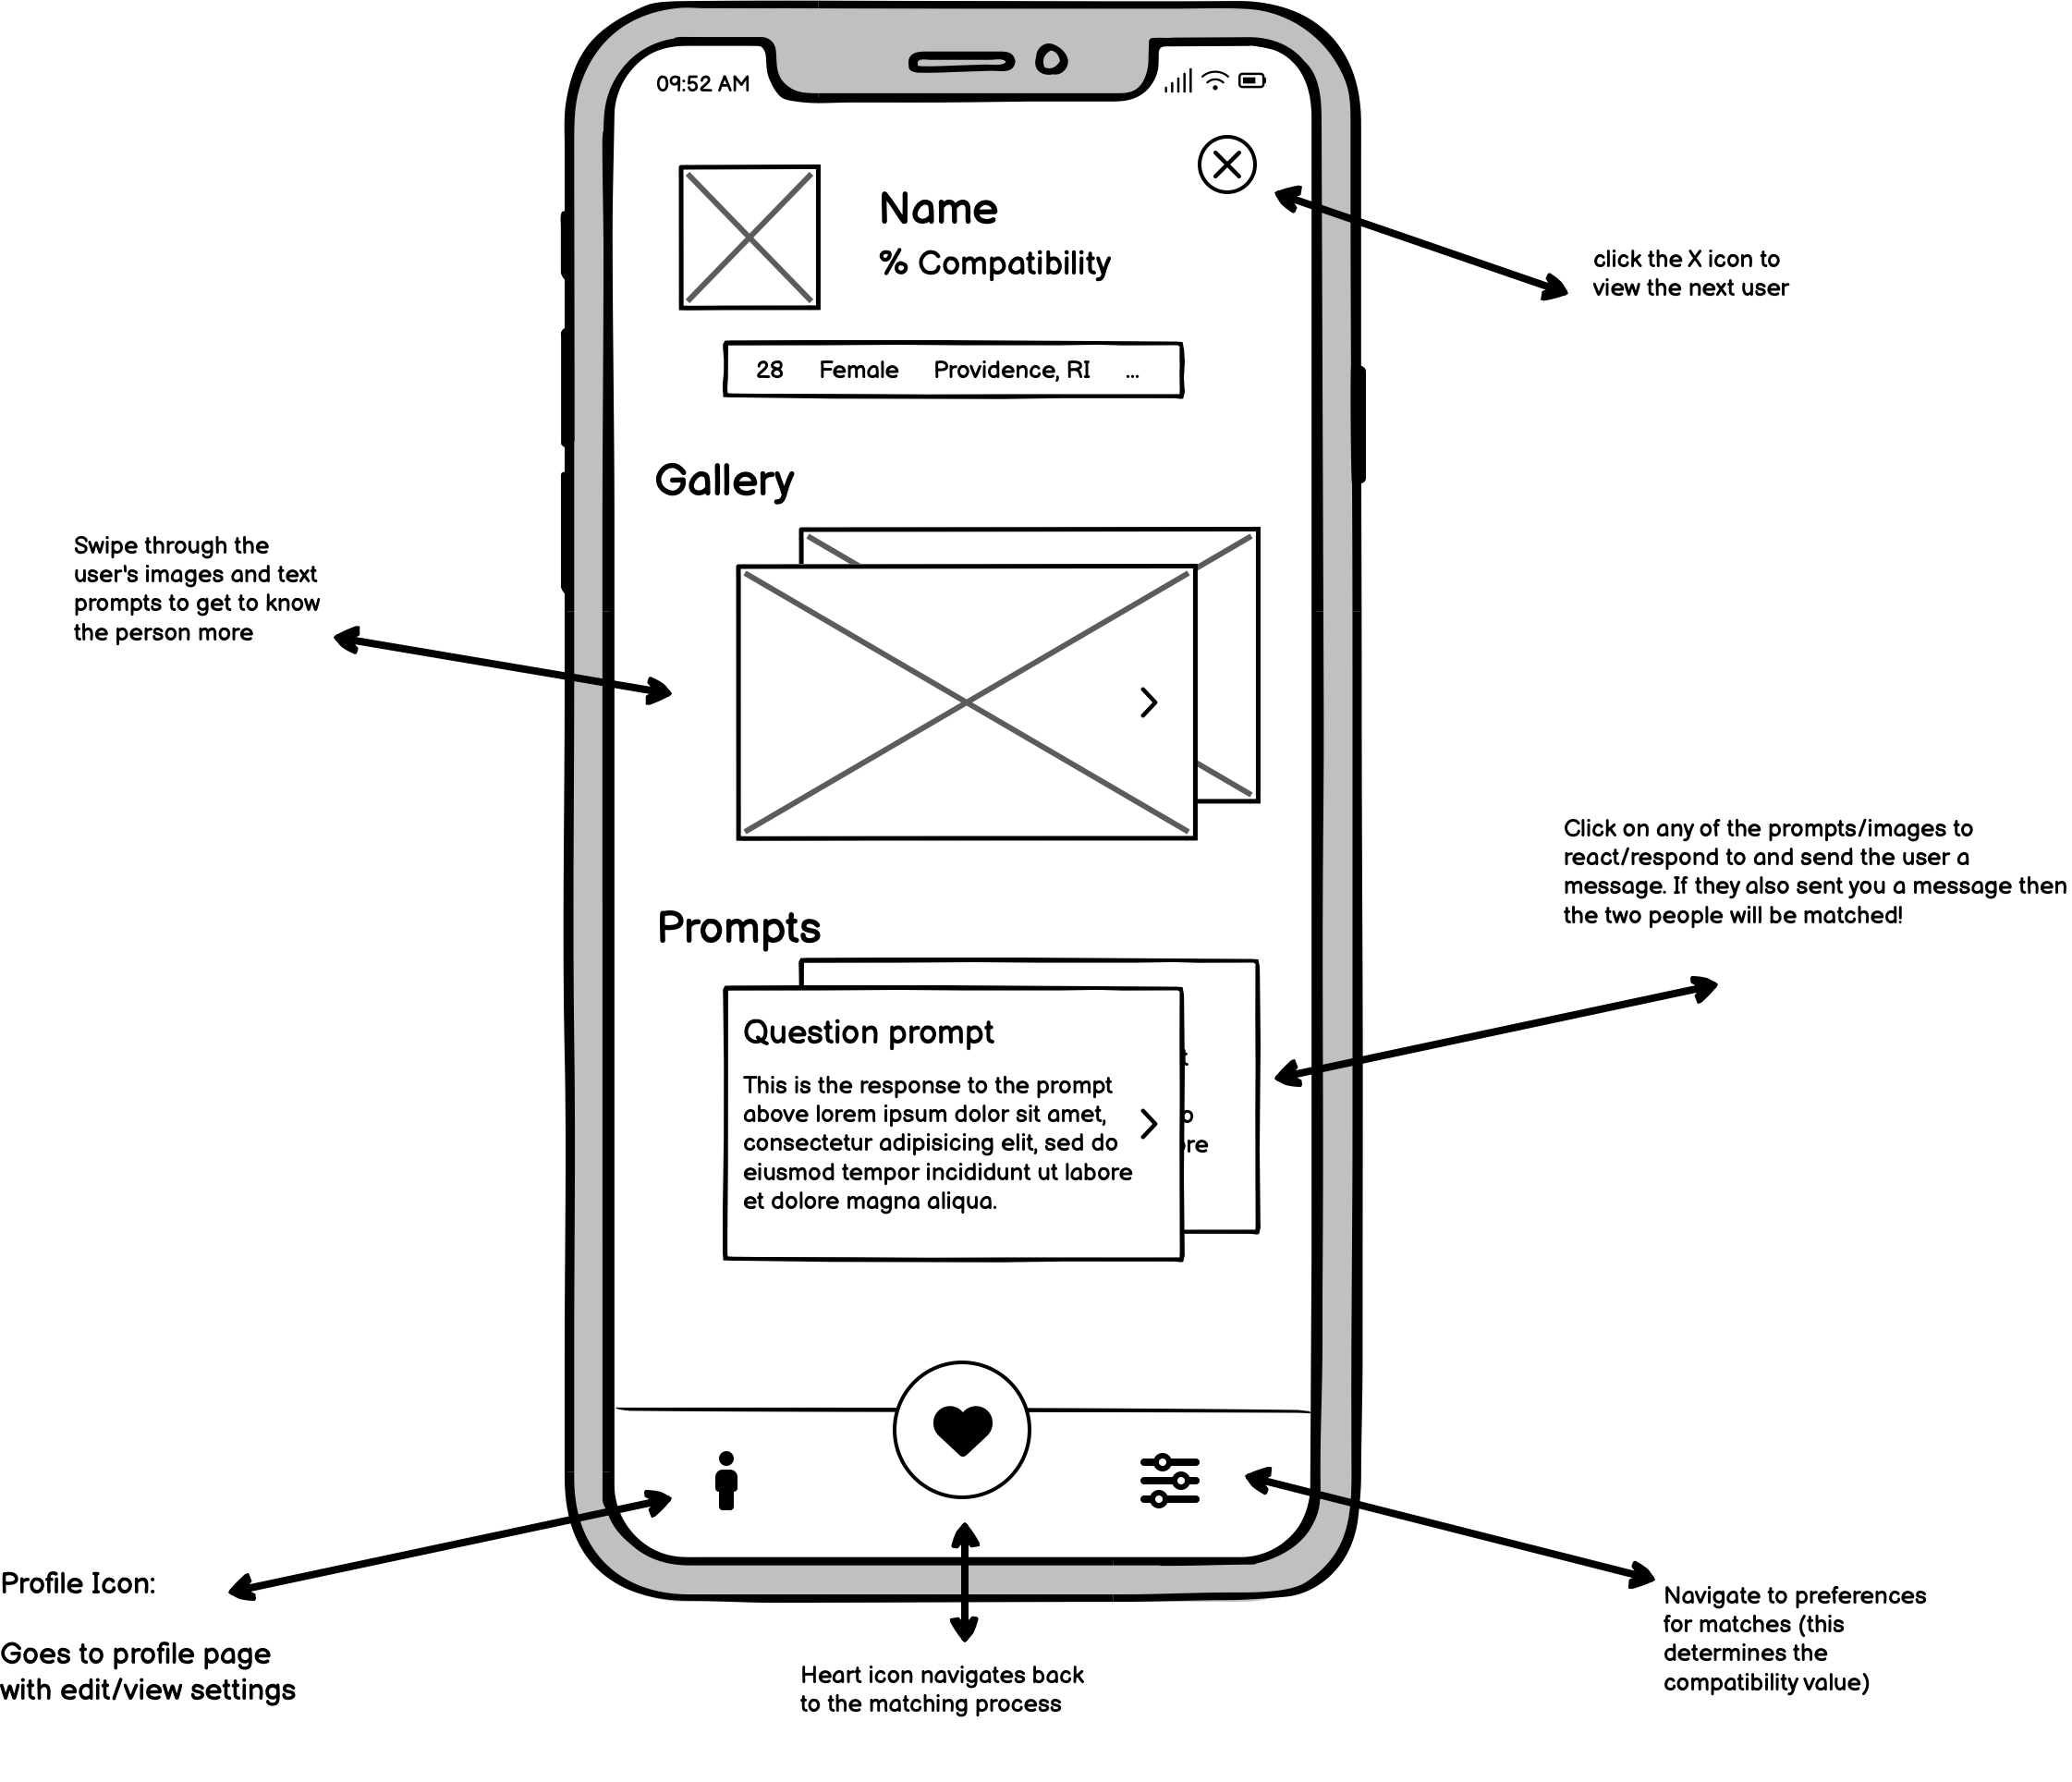 09:52 AM
Name
% Compatibility
click the X icon to
view the next user
28 Female Providence, RI ...
Gallery
Swipe through the
user's images and text
prompts to get to know
the person more
Click on any of the prompts/images to
react/respond to and send the user a
message. If they also sent you a message then
the two people will be matched!
Prompts
Question prompt
This is the response to the prompt
above lorem ipsum dolor sit amet,
consectetur adipisicing elit, sed do
eiusmod tempor incididunt ut labore
et dolore magna aliqua.
Profile Icon:
Goes to profile page
with edit/view settings
Heart icon navigates back
to the matching process
Navigate to preferences
for matches (this
determines the
compatibility value)